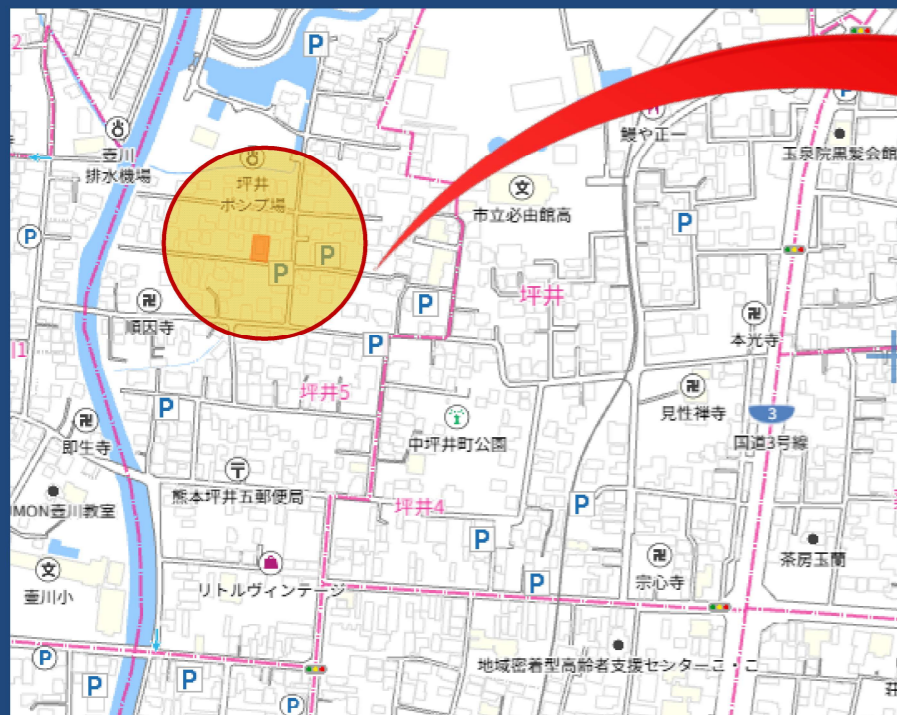 2
P
壺川
排水機場
坪井
ポンプ場
鰻や正一
玉泉院黒髪会館
市立必由館高
P
P
P
P
坪井
P
順因寺
P
本光寺
1
坪井5
見性禅寺
3
国道3号線
P
中坪井町公園
即生寺
熊本坪井五郵便局
MON壺川教室
坪井4
P
P
茶房玉蘭
壷川小
リトルヴィンテージ
P
宗心寺
地域密着型高齢者支援センターこ・こ
P
P
P
P
荘